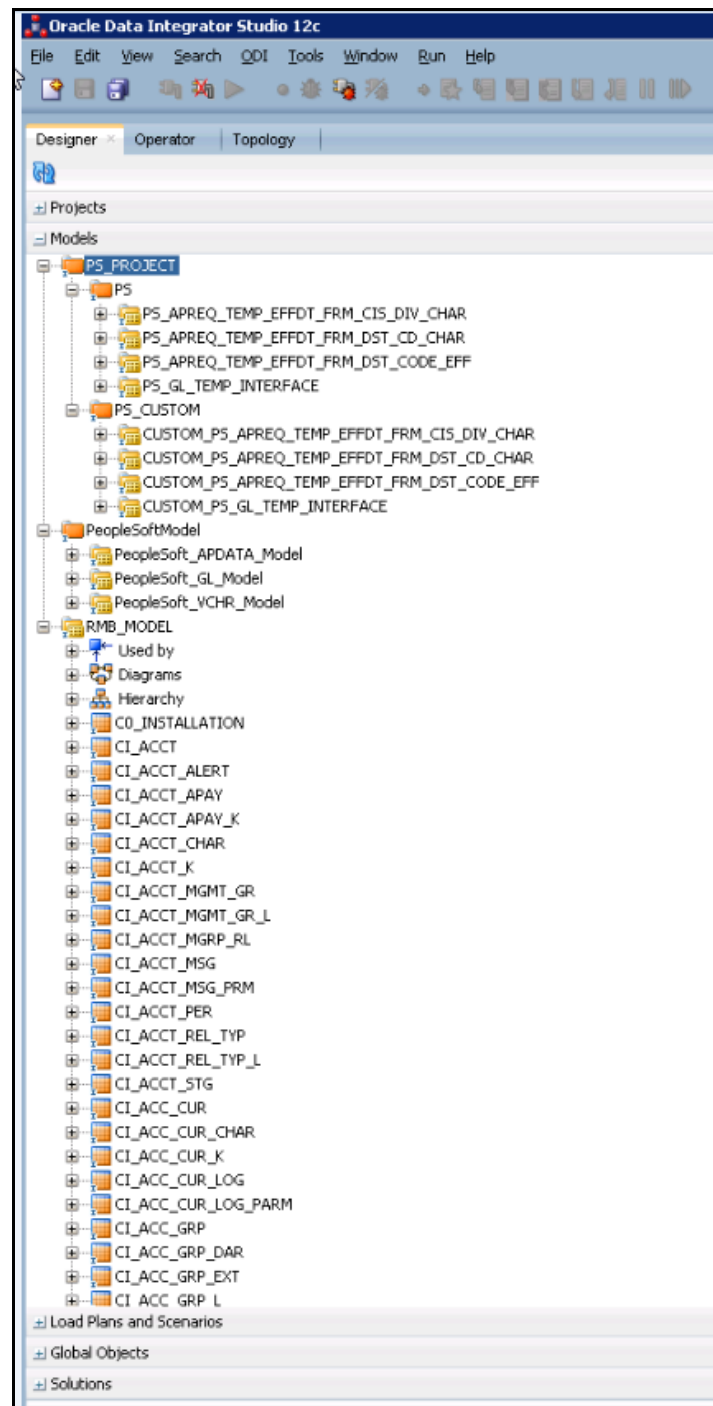 Oracle Data Integrator Studio 12c
File Edit View Search ODI Tools Window Run Help
Designer Operator Topology
Projects
Models
PS_PROJECT
PS
PS_APREQ_TEMP_EFFDT_FRM_CIS_DIV_CHAR
PS_APREQ_TEMP_EFFDT_FRM_DST_CD_CHAR
PS_APREQ_TEMP_EFFDT_FRM_DST_CODE_EFF
PS_GL_TEMP_INTERFACE
PS_CUSTOM
CUSTOM_PS_APREQ_TEMP_EFFDT_FRM_CIS_DIV_CHAR
CUSTOM_PS_APREQ_TEMP_EFFDT_FRM_DST_CD_CHAR
CUSTOM_PS_APREQ_TEMP_EFFDT_FRM_DST_CODE_EFF
CUSTOM_PS_GL_TEMP_INTERFACE
PeopleSoftModel
PeopleSoft_APDATA_Model
PeopleSoft_GL_Model
PeopleSoft_VCHR_Model
RMB_MODEL
Used by
Diagrams
Hierarchy
C0_INSTALLATION
CI_ACCT
CI_ACCT_ALERT
CI_ACCT_APAY
CI_ACCT_APAY_K
CI_ACCT_CHAR
CI_ACCT_K
CI_ACCT_MGMT_GR
CI_ACCT_MGMT_GR_L
CI_ACCT_MGRP_RL
CI_ACCT_MSG
CI_ACCT_MSG_PRM
CI_ACCT_PER
CI_ACCT_REL_TYP
CI_ACCT_REL_TYP_L
CI_ACCT_STG
CI_ACC_CUR
CI_ACC_CUR_CHAR
CI_ACC_CUR_K
CI_ACC_CUR_LOG
CI_ACC_CUR_LOG_PARM
CI_ACC_GRP
CI_ACC_GRP_DAR
CI_ACC_GRP_EXT
CI_ACC_GRP_L
Load Plans and Scenarios
Global Objects
Solutions